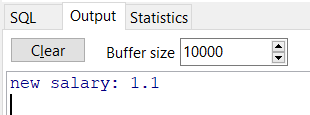 SQL Output Statistics
Clear Buffer size 10000
new salary: 1.1